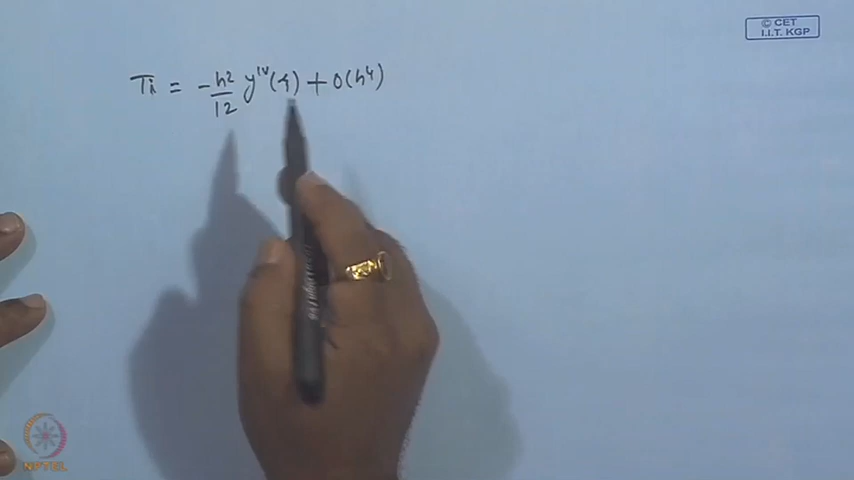 © CET
I.I.T. KGP
Ti = -h²/12 y^IV(ξ) + O(h⁴)
NPTEL